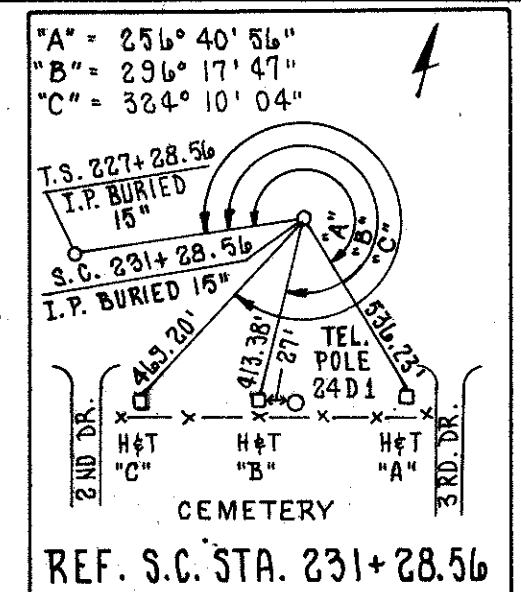 "A" = 256° 40' 56"
"B" = 296° 17' 47"
"C" = 324° 10' 04"
T.S. 227+28.56
I.P. BURIED
15"
S.C. 231+28.56
I.P. BURIED 15"
"A"
"B"
"C"
469.20'
413.38'
27'
536.23'
TEL.
POLE
24D1
2ND DR.
H&T
"C"
H&T
"B"
H&T
"A"
3RD. DR.
CEMETERY
REF. S.C. STA. 231+28.56